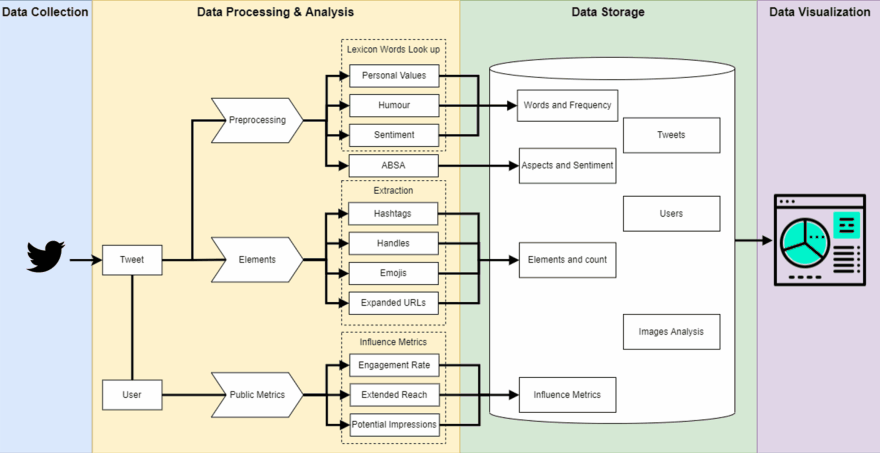 Data Collection
Data Processing & Analysis
Data Storage
Data Visualization
Lexicon Words Look up
Personal Values
Humour
Sentiment
Preprocessing
ABSA
Words and Frequency
Tweets
Aspects and Sentiment
Extraction
Hashtags
Handles
Emojis
Expanded URLs
Tweet
Elements
Users
Elements and count
Images Analysis
Influence Metrics
Engagement Rate
Extended Reach
Potential Impressions
User
Public Metrics
Influence Metrics